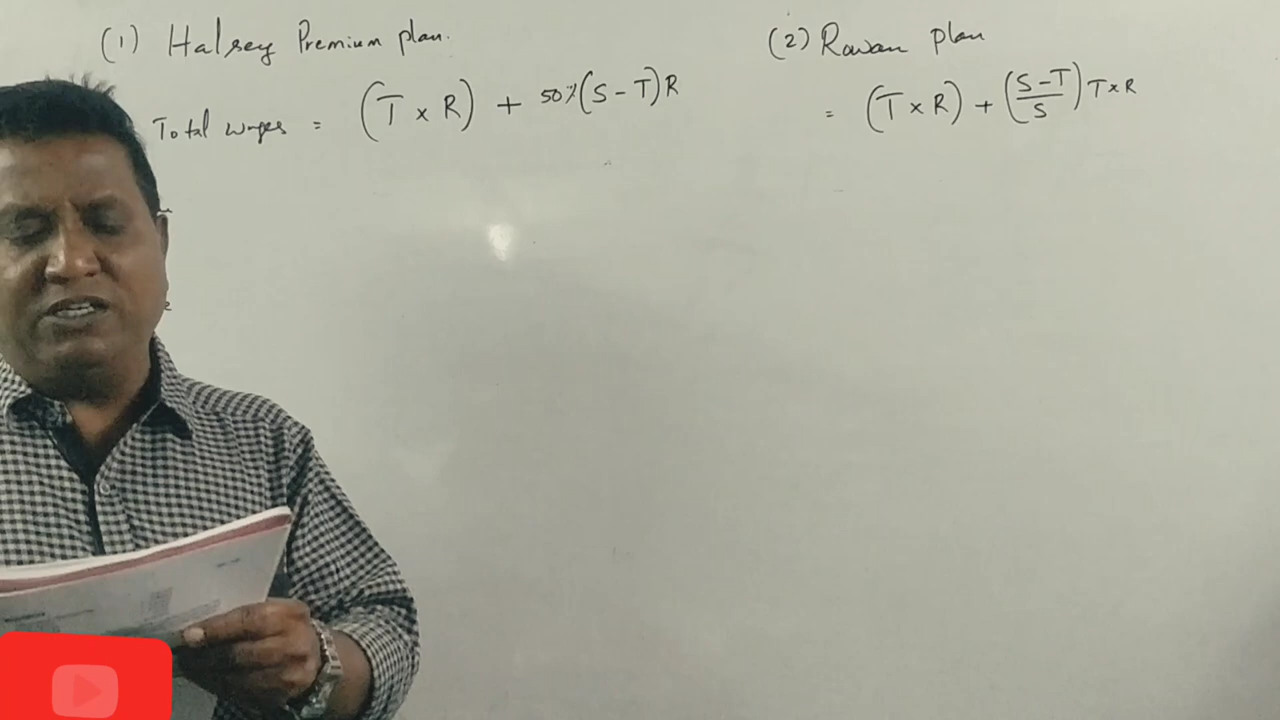 (1) Halsey Premium plan.
Total wages = (T × R) + 50% (S - T) R
(2) Rowan plan
= (T × R) + (S - T / S) T × R